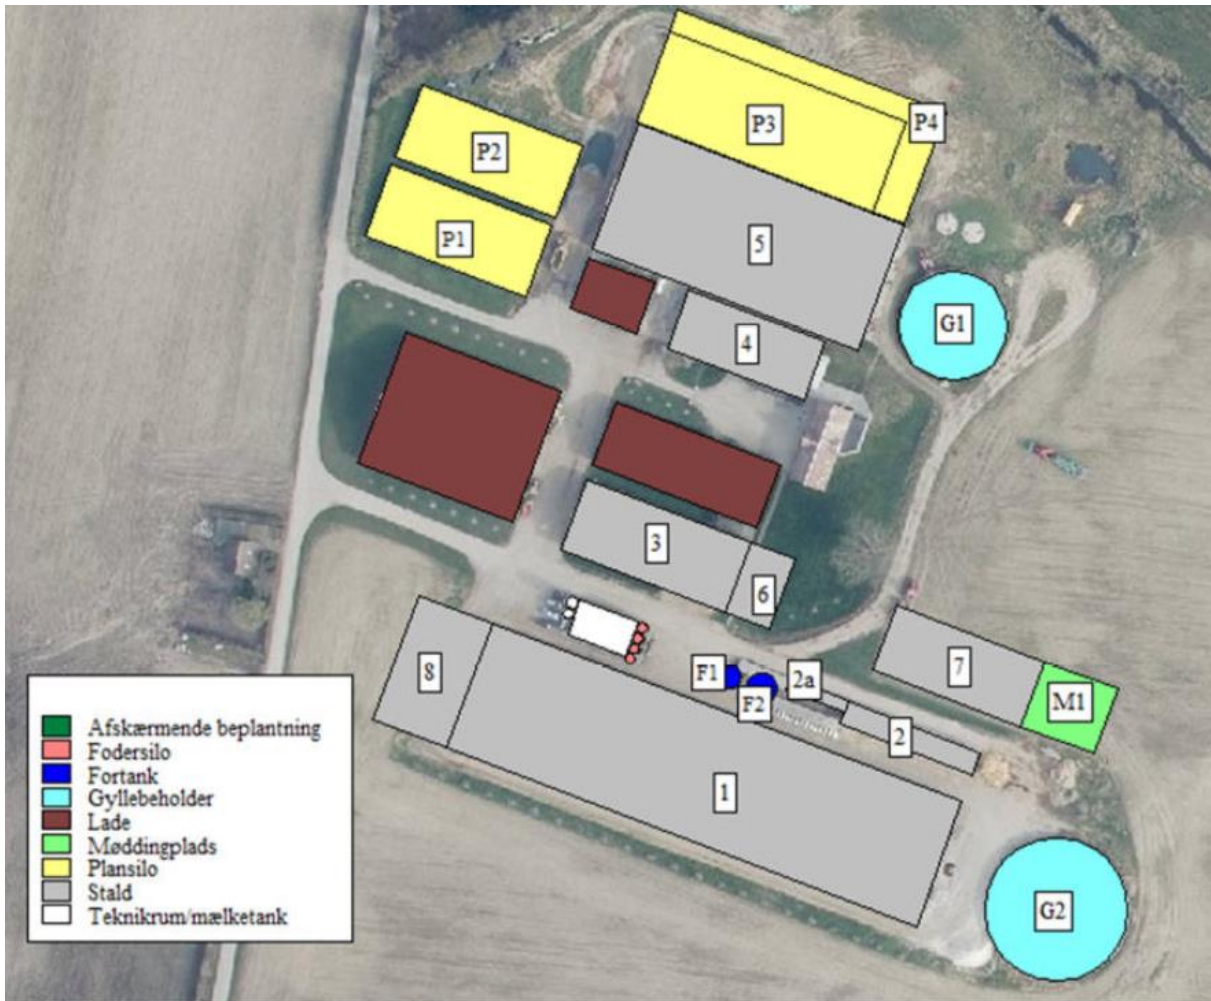 P2
P3
P4
P1
5
G1
4
3
6
8
F1
2a
F2
7
M1
2
1
G2
Afskærmende beplantning
Fodersilo
Fortank
Gyllebeholder
Lade
Møddingplads
Plansilo
Stald
Teknikrum/mælketank